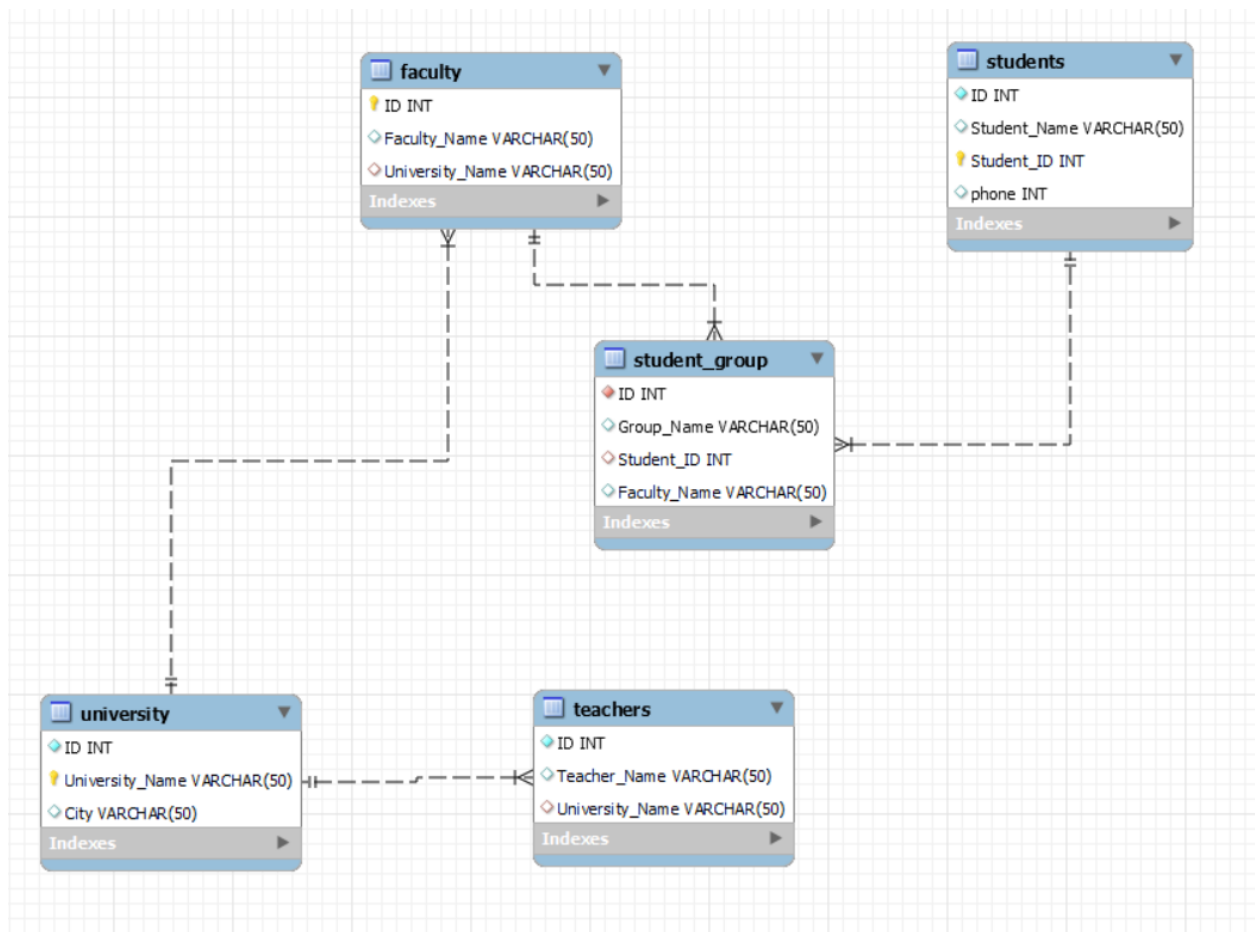 faculty
ID INT
Faculty_Name VARCHAR(50)
University_Name VARCHAR(50)
Indexes
students
ID INT
Student_Name VARCHAR(50)
Student_ID INT
phone INT
Indexes
student_group
ID INT
Group_Name VARCHAR(50)
Student_ID INT
Faculty_Name VARCHAR(50)
Indexes
university
ID INT
University_Name VARCHAR(50)
City VARCHAR(50)
Indexes
teachers
ID INT
Teacher_Name VARCHAR(50)
University_Name VARCHAR(50)
Indexes